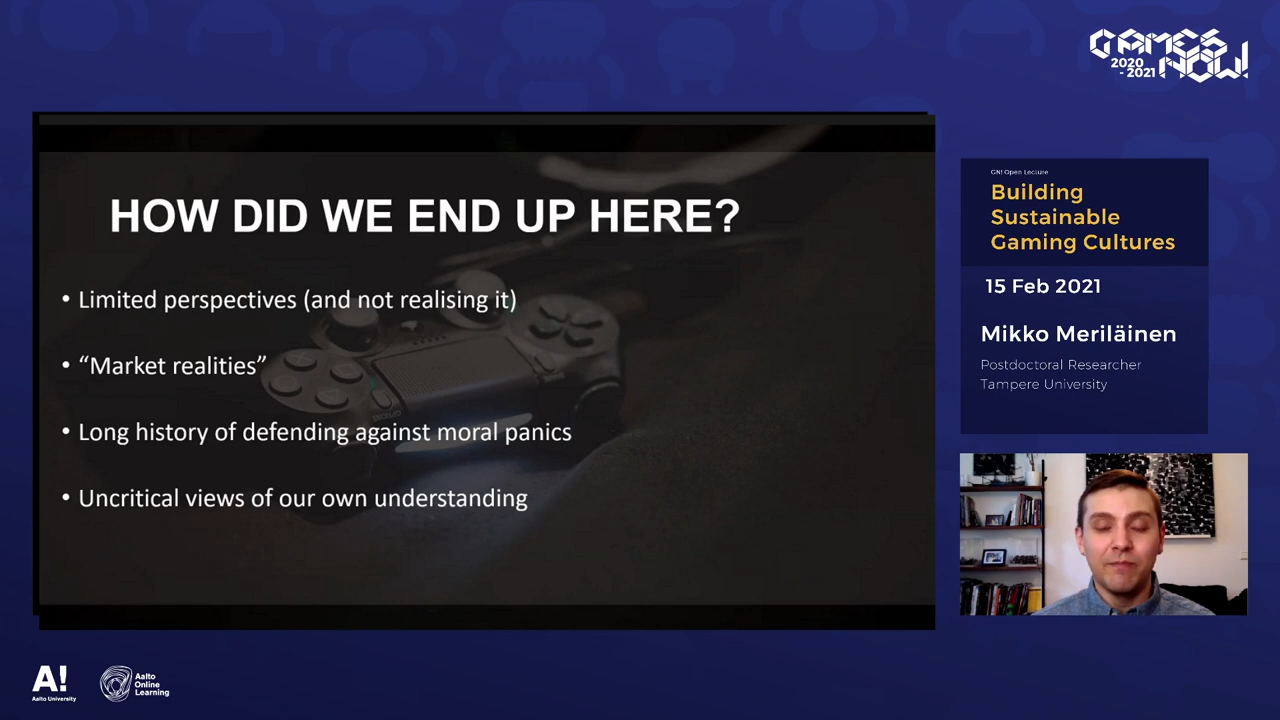 GAMES
NOW!
2020
- 2021
HOW DID WE END UP HERE?
• Limited perspectives (and not realising it)
• “Market realities”
• Long history of defending against moral panics
• Uncritical views of our own understanding
GN! Open Lecture
Building
Sustainable
Gaming Cultures
15 Feb 2021
Mikko Meriläinen
Postdoctoral Researcher
Tampere University
A!
Aalto University
Aalto
Online
Learning
OPTIONS